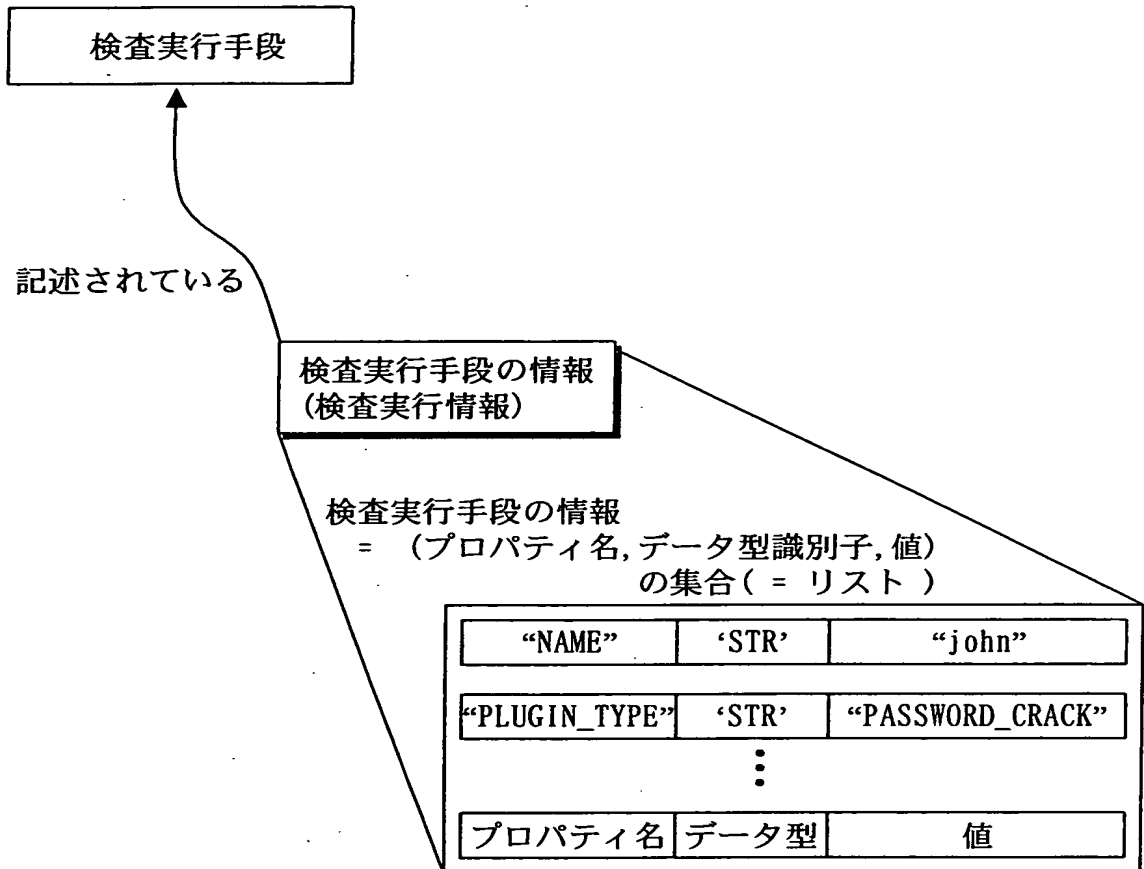 検査実行手段
記述されている
検査実行手段の情報
(検査実行情報)
検査実行手段の情報
= (プロパティ名,データ型識別子,値)
の集合( = リスト )
“NAME” ‘STR’ “john”
“PLUGIN_TYPE” ‘STR’ “PASSWORD_CRACK”
プロパティ名 データ型 値